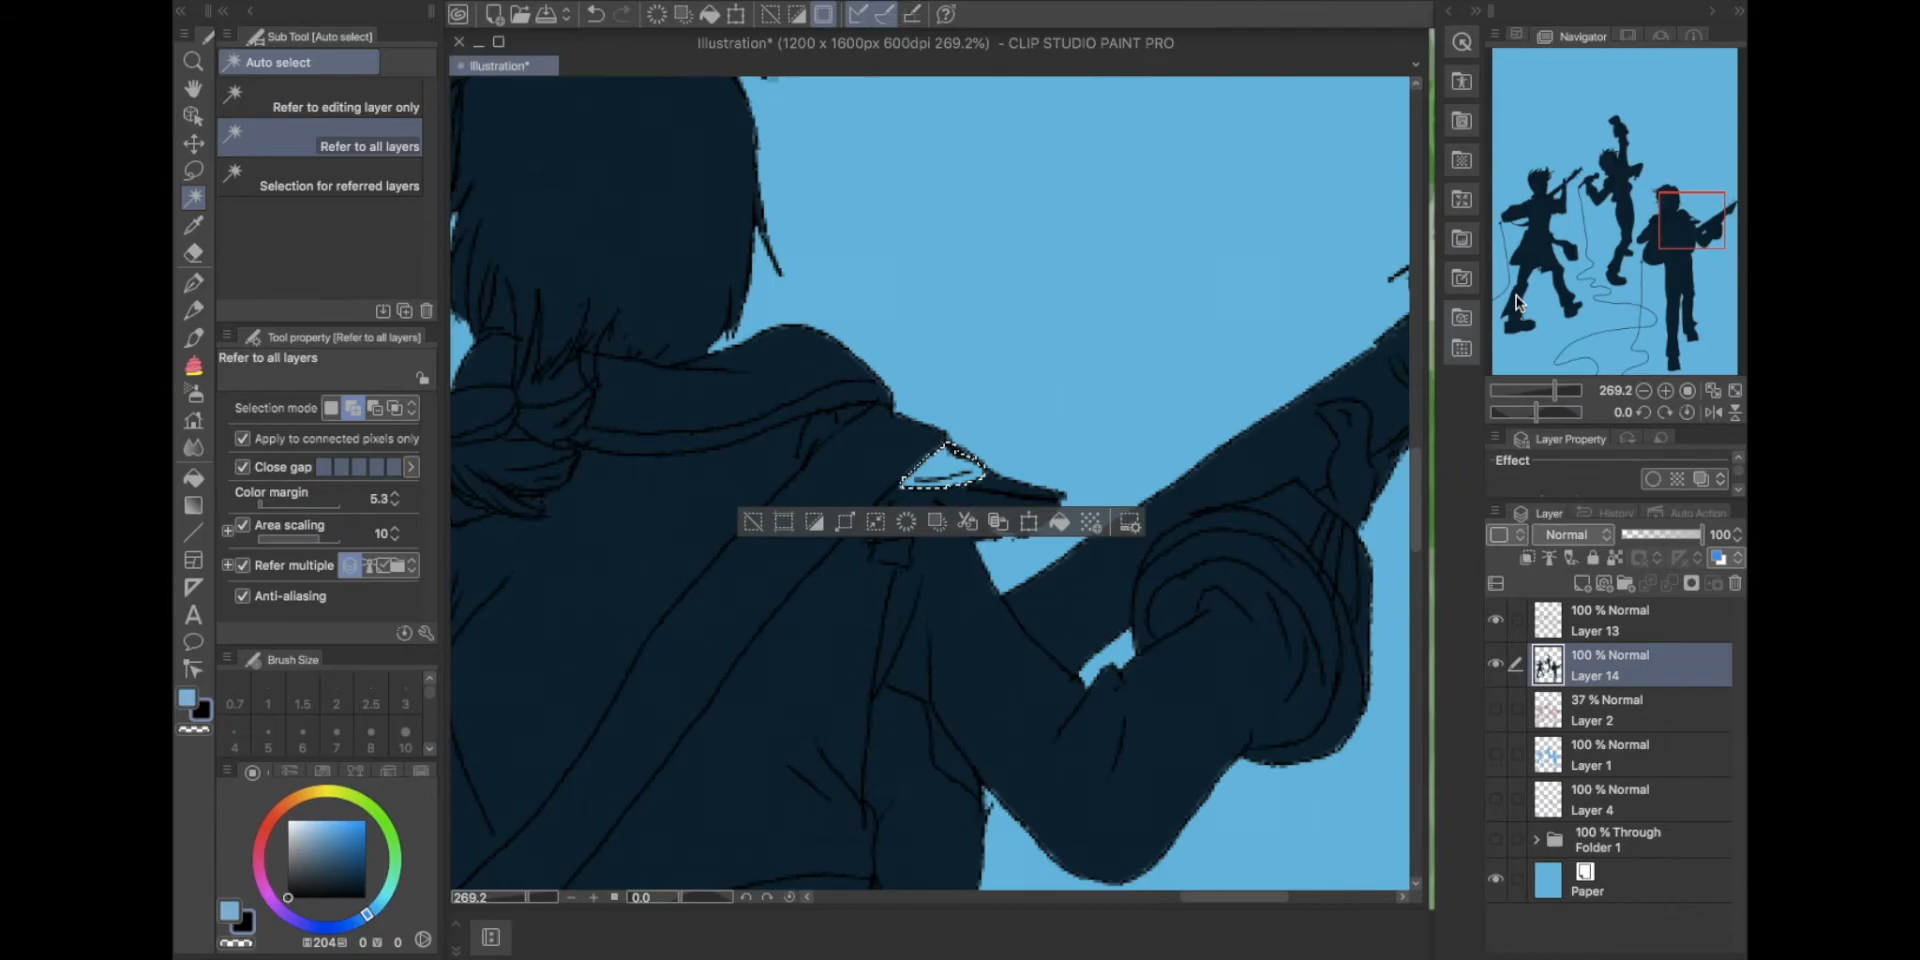 Sub Tool [Auto select]
Auto select
Refer to editing layer only
Refer to all layers
Selection for referred layers
Tool property [Refer to all layers]
Refer to all layers
Selection mode
Apply to connected pixels only
Close gap
Color margin 5.3
Area scaling 10
Refer multiple
Anti-aliasing
Brush Size
0.7 1 1.5 2 2.5 3
4 5 6 7 8 10
204 0 V 0
Illustration* (1200 x 1600px 600dpi 269.2%) - CLIP STUDIO PAINT PRO
Illustration*
269.2 0.0
Navigator
269.2
0.0
Layer Property
Effect
Layer History Auto Action
Normal 100
100 % Normal
Layer 13
100 % Normal
Layer 14
37 % Normal
Layer 2
100 % Normal
Layer 1
100 % Normal
Layer 4
100 % Through
Folder 1
Paper